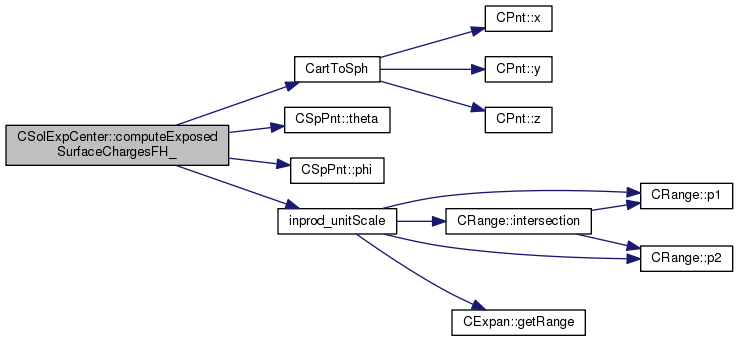 CSolExpCenter::computeExposed
SurfaceChargesFH_
CartToSph
CSpPnt::theta
CSpPnt::phi
inprod_unitScale
CPnt::x
CPnt::y
CPnt::z
CRange::intersection
CExpan::getRange
CRange::p1
CRange::p2